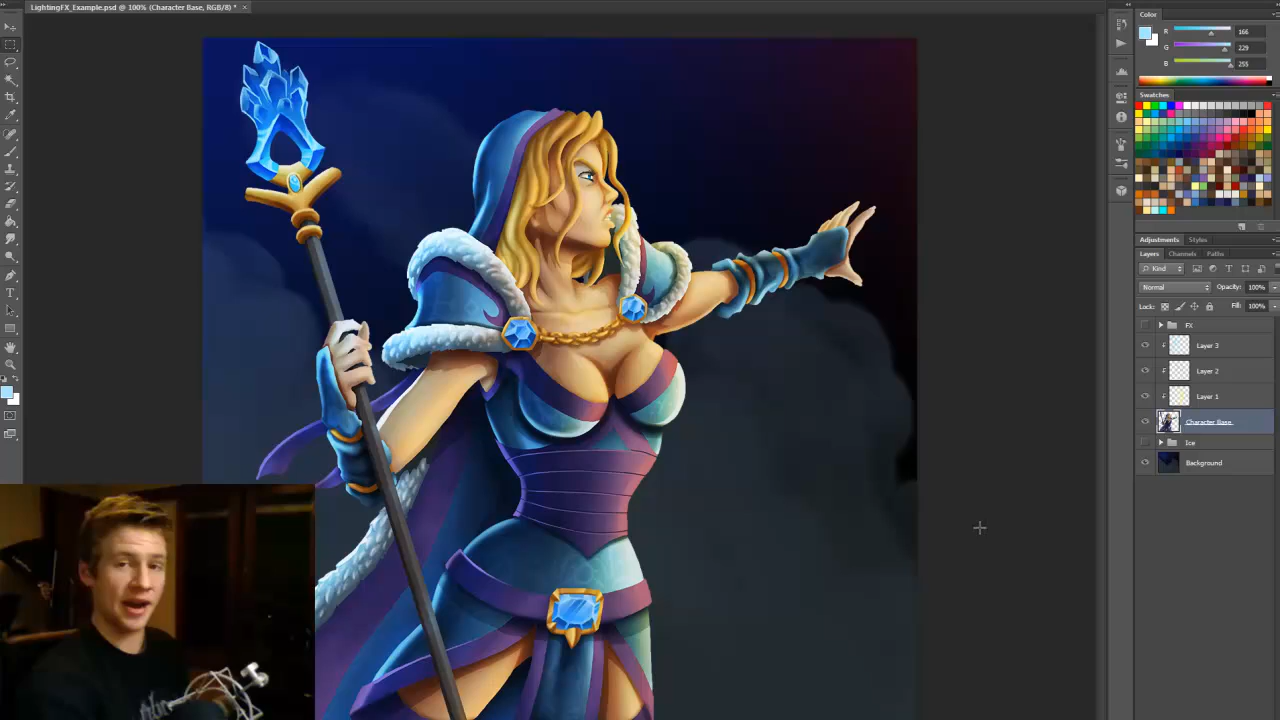 LightingFX_Example.psd @ 100% (Character Base, RGB/8) * ×
Color
R 166
G 229
B 255
Swatches
Adjustments Styles
Layers Channels Paths
Kind
Normal Opacity: 100%
Lock: Fill: 100%
FX
Layer 3
Layer 2
Layer 1
Character Base
Ice
Background